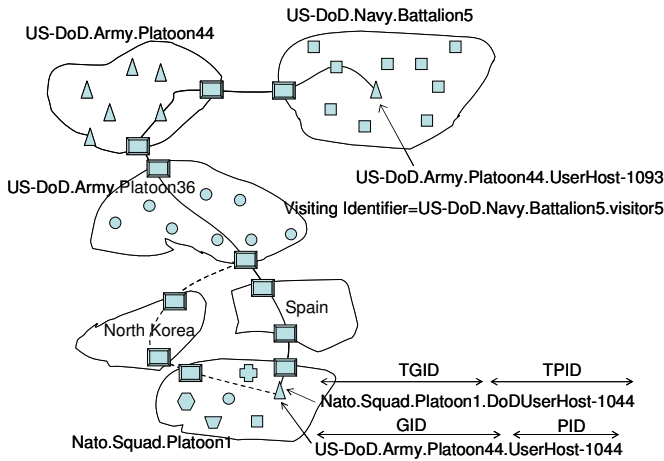 US-DoD.Navy.Battalion5
US-DoD.Army.Platoon44
US-DoD.Army.Platoon44.UserHost-1093
US-DoD.Army.Platoon36
Visiting Identifier=US-DoD.Navy.Battalion5.visitor5
Spain
North Korea
TGID TPID
Nato.Squad.Platoon1.DoDUserHost-1044
GID PID
Nato.Squad.Platoon1
US-DoD.Army.Platoon44.UserHost-1044